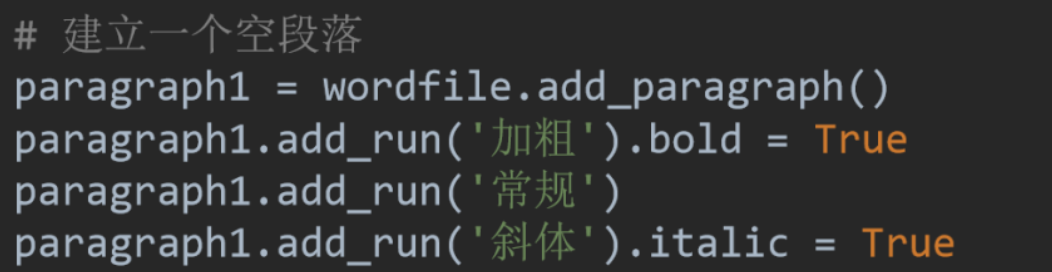 # 建立一个空段落
paragraph1 = wordfile.add_paragraph()
paragraph1.add_run('加粗').bold = True
paragraph1.add_run('常规')
paragraph1.add_run('斜体').italic = True